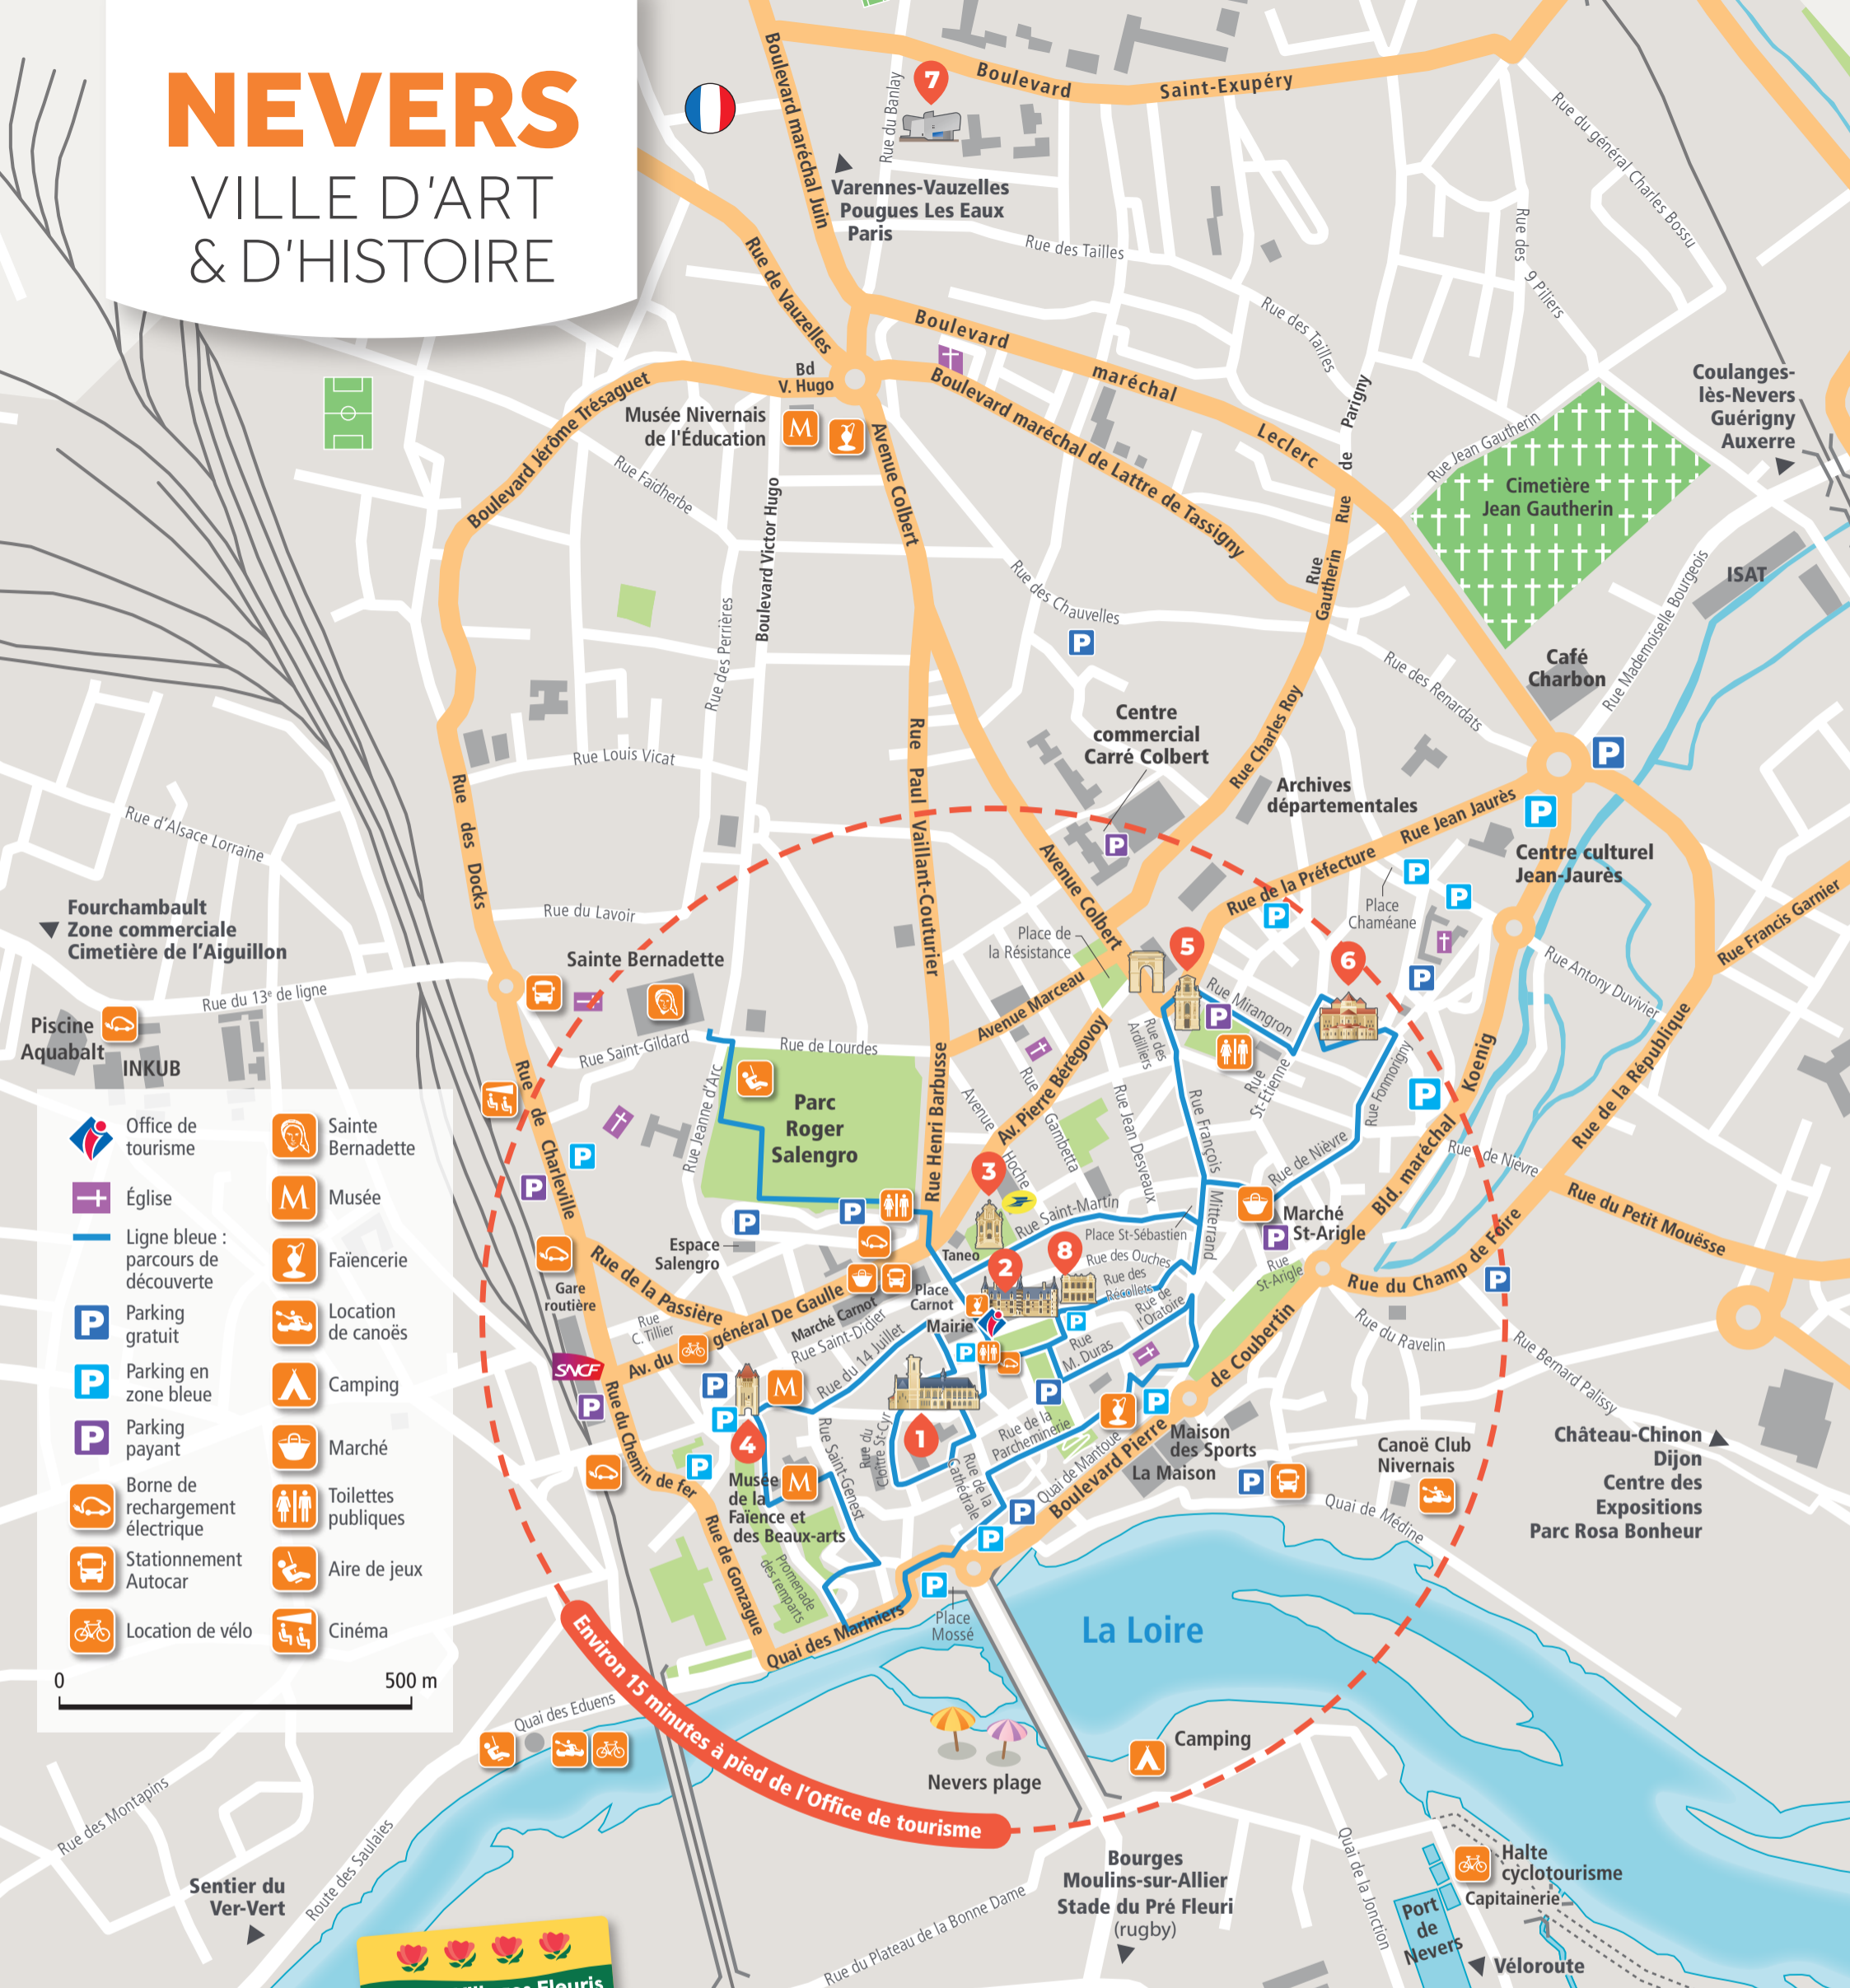 NEVERS
VILLE D'ART
& D'HISTOIRE
Boulevard maréchal Juin
Rue du Banlay
7
Boulevard
Saint-Exupéry
Rue du général Charles Bossu
Varennes-Vauzelles
Pougues Les Eaux
Paris
Rue des Tailles
Rue des 9 Piliers
Rue de Vauzelles
Rue des Tailles
Boulevard
maréchal
Leclerc
Bd
V. Hugo
Boulevard maréchal de Lattre de Tassigny
Rue de Parigny
Coulanges-
lès-Nevers
Guérigny
Auxerre
Boulevard Jérôme Trésaguet
Musée Nivernais
de l'Éducation
M
Avenue Colbert
Rue Jean Gautherin
Cimetière
Jean Gautherin
Rue Faidherbe
Boulevard Victor Hugo
Rue
Gautherin
ISAT
Rue Mademoiselle Bourgeois
Rue des Chauvelles
P
Rue des Perrières
Rue des Renardats
Café
Charbon
Rue Louis Vicat
Centre
commercial
Carré Colbert
P
Rue Charles Roy
P
Archives
départementales
Rue Jean Jaurès
P
Rue des Docks
Rue Paul Vaillant-Couturier
Rue d'Alsace Lorraine
Avenue Colbert
Rue de la Préfecture
Centre culturel
Jean-Jaurès
P
P
P
Place
Chaméane
Fourchambault
Zone commerciale
Cimetière de l'Aiguillon
Rue du Lavoir
Rue Francis Garnier
Place de
la Résistance
5
6
Sainte Bernadette
Rue du 13e de ligne
Rue Antony Duvivier
P
Piscine
Aquabalt
INKUB
Avenue Marceau
Rue Mirangron
P
Rue Saint-Gildard
Rue de Lourdes
Rue des
Ardilliers
Rue
St-Etienne
Rue Fonmorigny
P
Bld. maréchal Koenig
Rue de la République
Rue de Charleville
Rue Jeanne d'Arc
Parc
Roger
Salengro
Rue Henri Barbusse
Avenue Hoche
Av. Pierre Bérégovoy
Rue Gambetta
Rue Jean Desveaux
Rue François Mitterrand
Rue de Nièvre
Rue de Nièvre
P
P
3
Rue Saint-Martin
Place St-Sébastien
Marché
St-Arigle
P
Rue
St-Arigle
Rue du Petit Mouësse
Rue du Champ de Foire
P
P
P
Espace
Salengro
Taneo
2
8
Rue des Ouches
Rue des
Récollets
Rue de
l'Oratoire
Gare
routière
Rue de la Passière
Rue
C. Tillier
Av. du général De Gaulle
Marché Carnot
Place
Carnot
Mairie
Rue Saint-Didier
Rue du 14 Juillet
P
P
Rue
M. Duras
SNCF
P
P
P
M
P
P
Rue du Ravelin
Rue Bernard Palissy
de Coubertin
4
1
Rue du
Cloître St-Cyr
Rue Saint-Genest
Rue de la
Parcheminerie
Rue de la
Cathédrale
Quai de Mantoue
Boulevard Pierre
Maison
des Sports
La Maison
P
Canoë Club
Nivernais
Château-Chinon
Dijon
Centre des
Expositions
Parc Rosa Bonheur
Quai de Médine
Rue du Chemin de fer
P
Musée
de la
Faïence et
des Beaux-arts
M
P
P
Rue de Gonzague
Promenade
des remparts
P
Place
Mossé
Quai des Mariniers
La Loire
Environ 15 minutes à pied de l'Office de tourisme
Quai des Eduens
Nevers plage
Camping
Rue des Montapins
Route des Saulaies
Sentier du
Ver-Vert
Rue du Plateau de la Bonne Dame
Bourges
Moulins-sur-Allier
Stade du Pré Fleuri
(rugby)
Quai de la Jonction
Halte
cyclotourisme
Capitainerie
Port
de
Nevers
Véloroute
Office de
tourisme
Église
Ligne bleue :
parcours de
découverte
P
Parking
gratuit
P
Parking en
zone bleue
P
Parking
payant
Borne de
rechargement
électrique
Stationnement
Autocar
Location de vélo
Sainte
Bernadette
M
Musée
Faïencerie
Location
de canoës
Camping
Marché
Toilettes
publiques
Aire de jeux
Cinéma
0
500 m
Fleuris